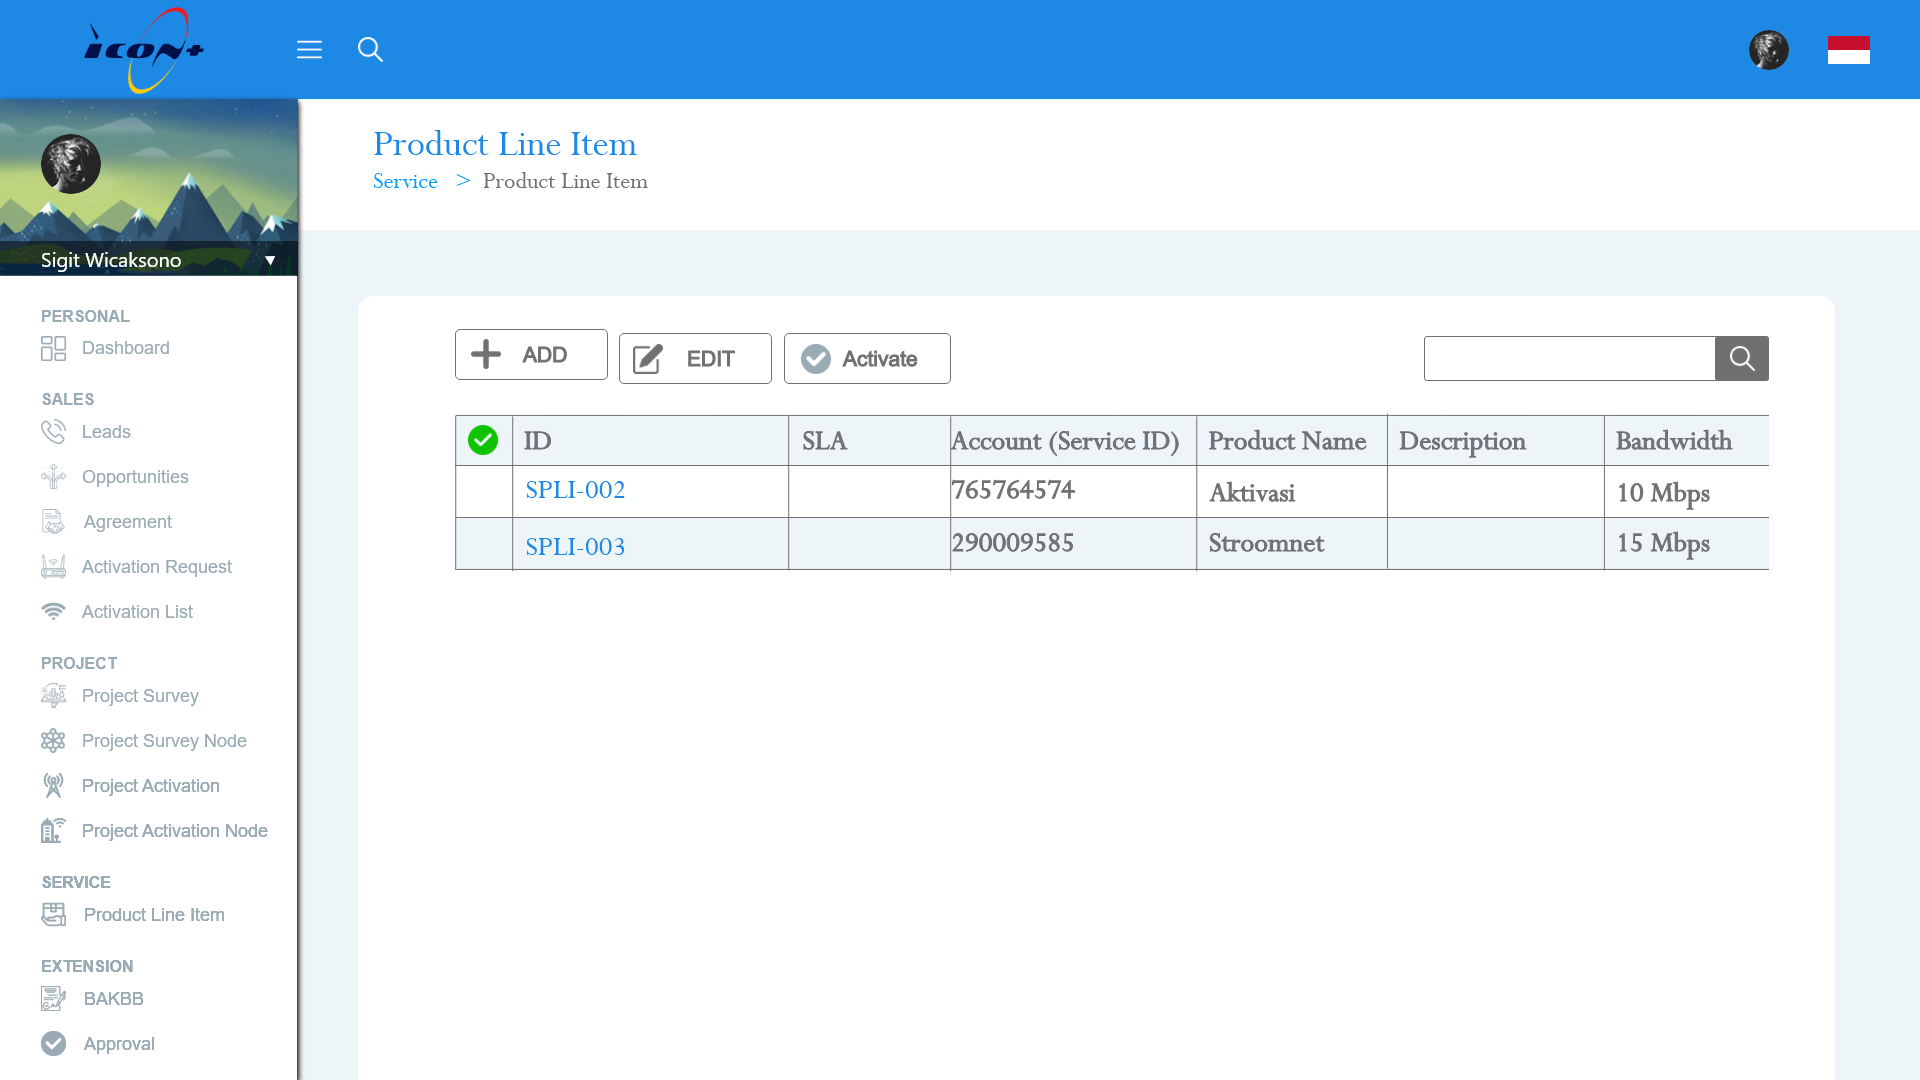 icon+
Product Line Item
Service > Product Line Item
Sigit Wicaksono ▼
PERSONAL
Dashboard
SALES
Leads
Opportunities
Agreement
Activation Request
Activation List
PROJECT
Project Survey
Project Survey Node
Project Activation
Project Activation Node
SERVICE
Product Line Item
EXTENSION
BAKBB
Approval
ADD EDIT Activate
ID SLA Account (Service ID) Product Name Description Bandwidth
SPLI-002 765764574 Aktivasi 10 Mbps
SPLI-003 290009585 Stroomnet 15 Mbps